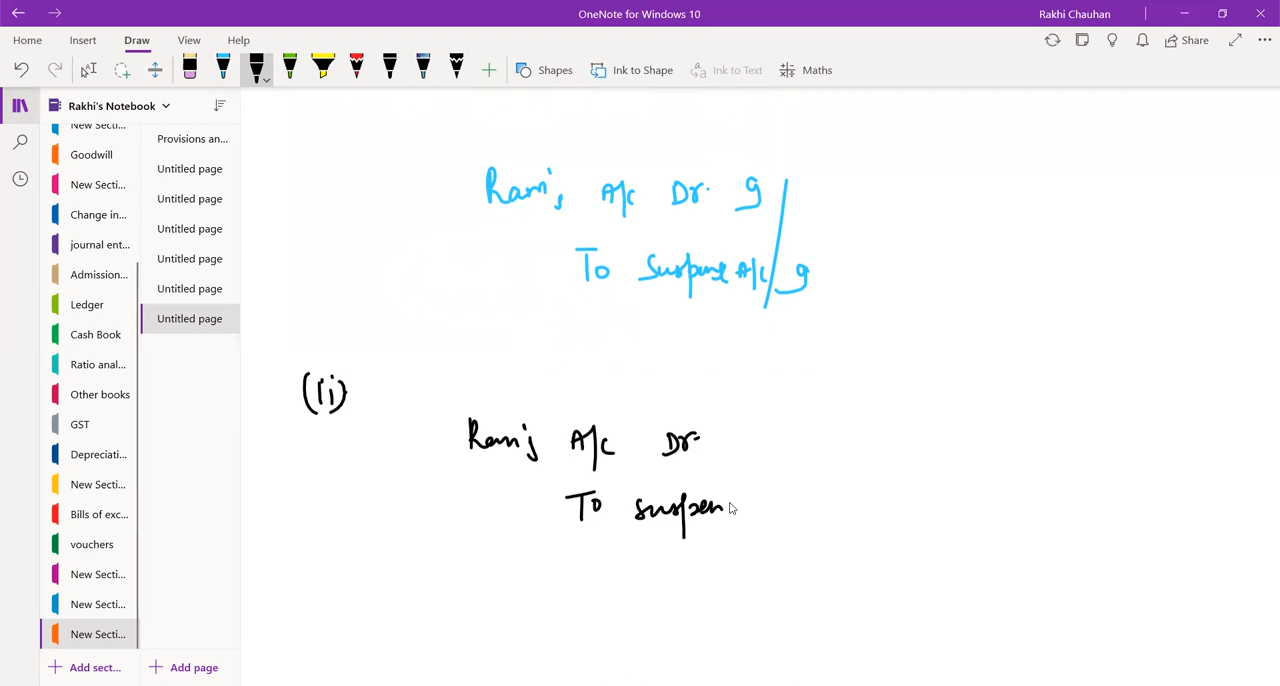 OneNote for Windows 10
Rakhi Chauhan
Home Insert Draw View Help
Share
Shapes Ink to Shape Ink to Text Maths
Rakhi's Notebook
New Secti...
Goodwill
New Secti...
Change in...
journal ent...
Admission...
Ledger
Cash Book
Ratio anal...
Other books
GST
Depreciati...
New Secti...
Bills of exc...
vouchers
New Secti...
New Secti...
New Secti...
Add sect...
Provisions an...
Untitled page
Untitled page
Untitled page
Untitled page
Untitled page
Untitled page
Add page
Ram's A/c Dr. 9
To Suspense A/c 9
(ii)
Ram's A/c Dr.
To suspen